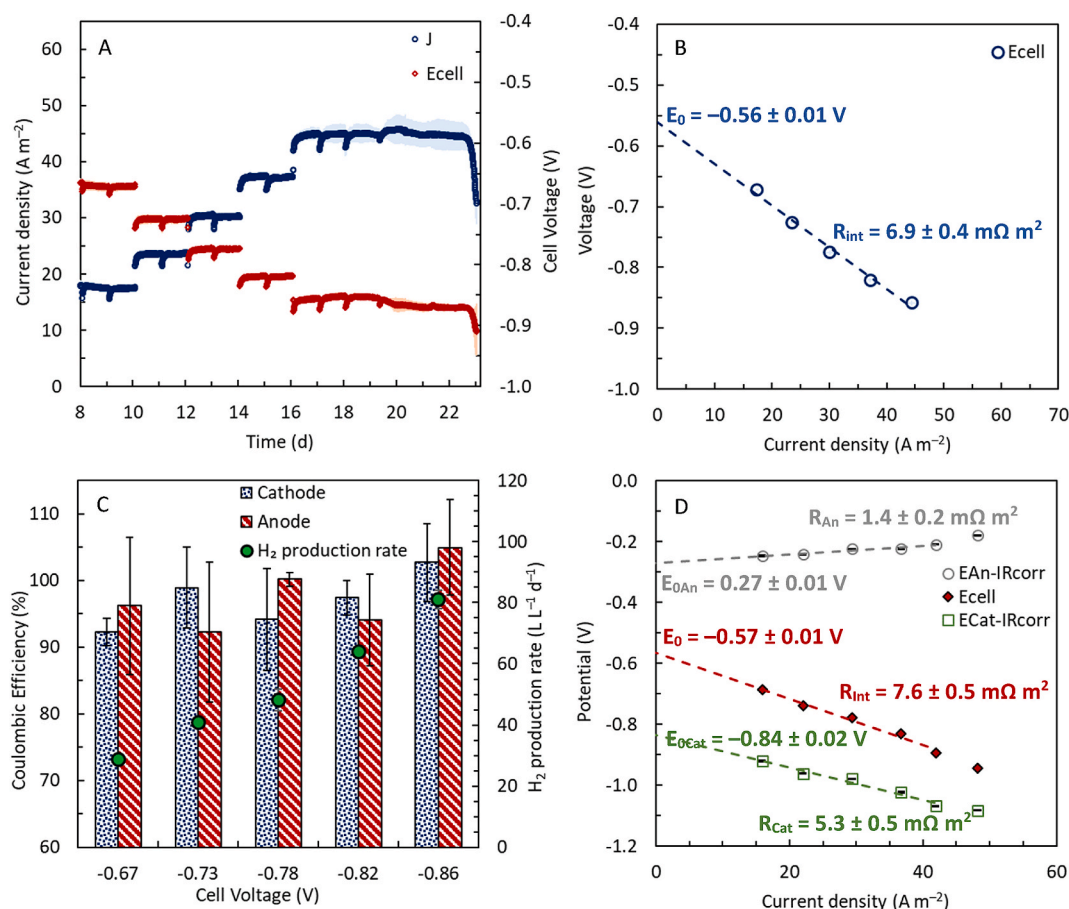 A
J
Ecell
60
50
40
30
20
10
0
-0.4
-0.5
-0.6
-0.7
-0.8
-0.9
-1.0
8
10
12
14
16
18
20
22
Current density (A m⁻²)
Cell Voltage (V)
Time (d)
B
Ecell
E₀ = –0.56 ± 0.01 V
R_int = 6.9 ± 0.4 mΩ m²
-0.4
-0.5
-0.6
-0.7
-0.8
-0.9
-1.0
0
10
20
30
40
50
60
70
Voltage (V)
Current density (A m⁻²)
C
Cathode
Anode
H₂ production rate
110
100
90
80
70
60
120
100
80
60
40
20
0
-0.67
-0.73
-0.78
-0.82
-0.86
Coulombic Efficiency (%)
H₂ production rate (L L⁻¹ d⁻¹)
Cell Voltage (V)
D
R_An = 1.4 ± 0.2 mΩ m²
E_0An = 0.27 ± 0.01 V
EAn-IRcorr
Ecell
ECat-IRcorr
E₀ = –0.57 ± 0.01 V
R_Int = 7.6 ± 0.5 mΩ m²
E_0Cat = –0.84 ± 0.02 V
R_Cat = 5.3 ± 0.5 mΩ m²
0.0
-0.2
-0.4
-0.6
-0.8
-1.0
-1.2
0
20
40
60
Potential (V)
Current density (A m⁻²)